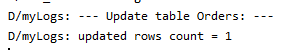 D/myLogs: --- Update table Orders: ---
D/myLogs: updated rows count = 1